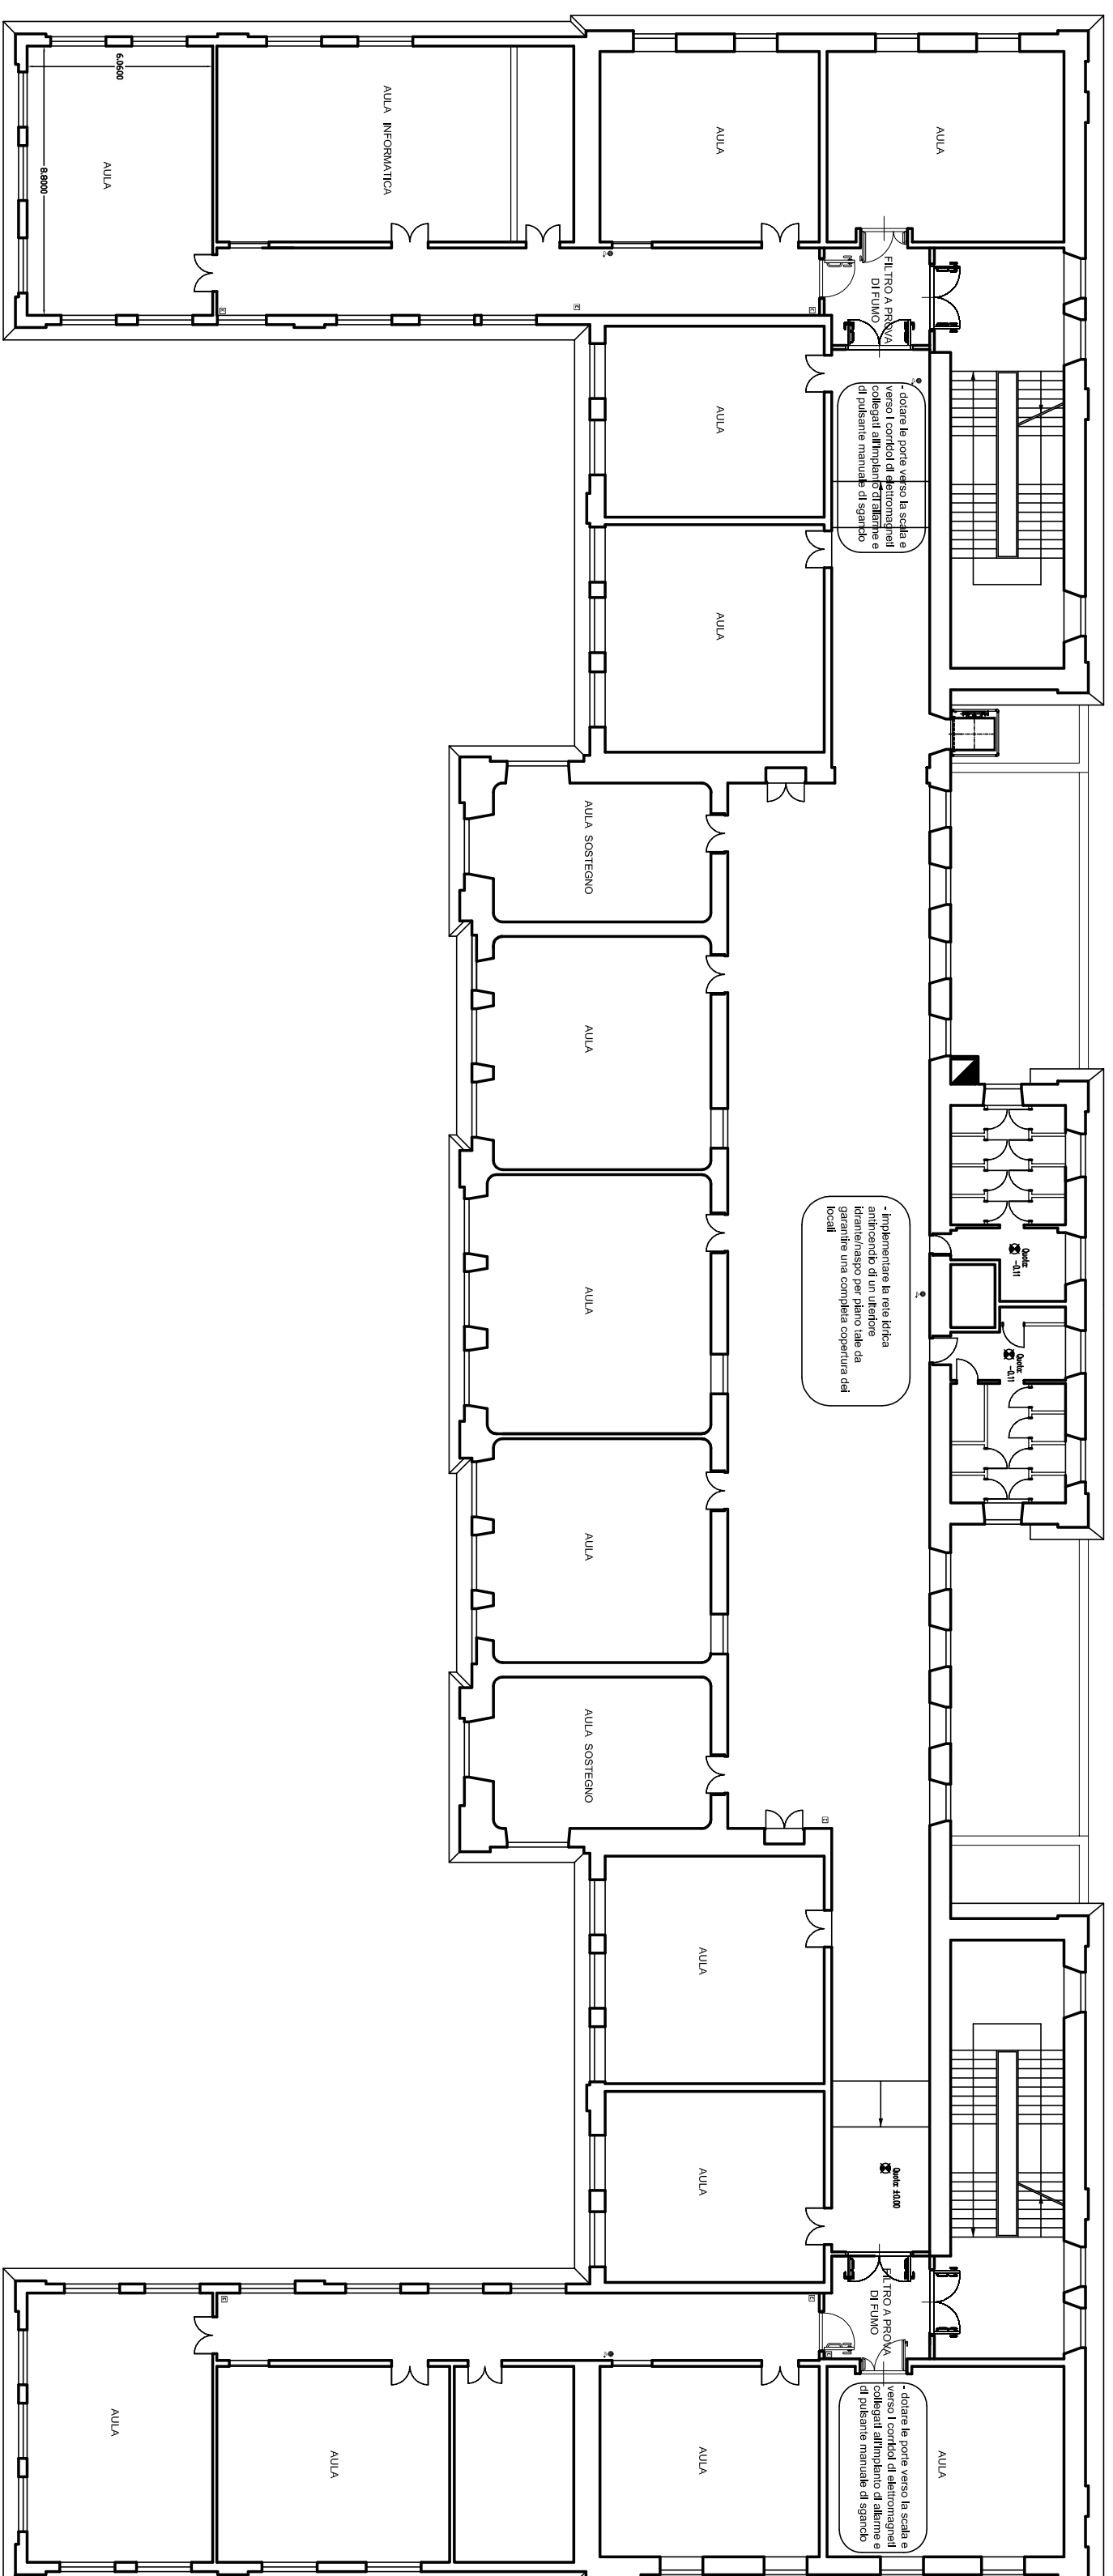 AULA
AULA
FILTRO A PROVA
DI FUMO
AULA INFORMATICA
6.0600
8.8000
AULA
- dotare le porte verso la scala e
verso i corridoi di elettromagneti
collegati all'impianto di allarme e
di pulsante manuale di sgancio
AULA
AULA
AULA SOSTEGNO
AULA
Quota:
-0.11
- implementare la rete idrica
antincendio di un ulteriore
idrante/naspo per piano tale da
garantire una completa copertura dei
locali
AULA
Quota:
-0.11
AULA
AULA SOSTEGNO
AULA
Quota: ±0.00
AULA
FILTRO A PROVA
DI FUMO
- dotare le porte verso la scala e
verso i corridoi di elettromagneti
collegati all'impianto di allarme e
di pulsante manuale di sgancio
AULA
AULA
AULA
AULA